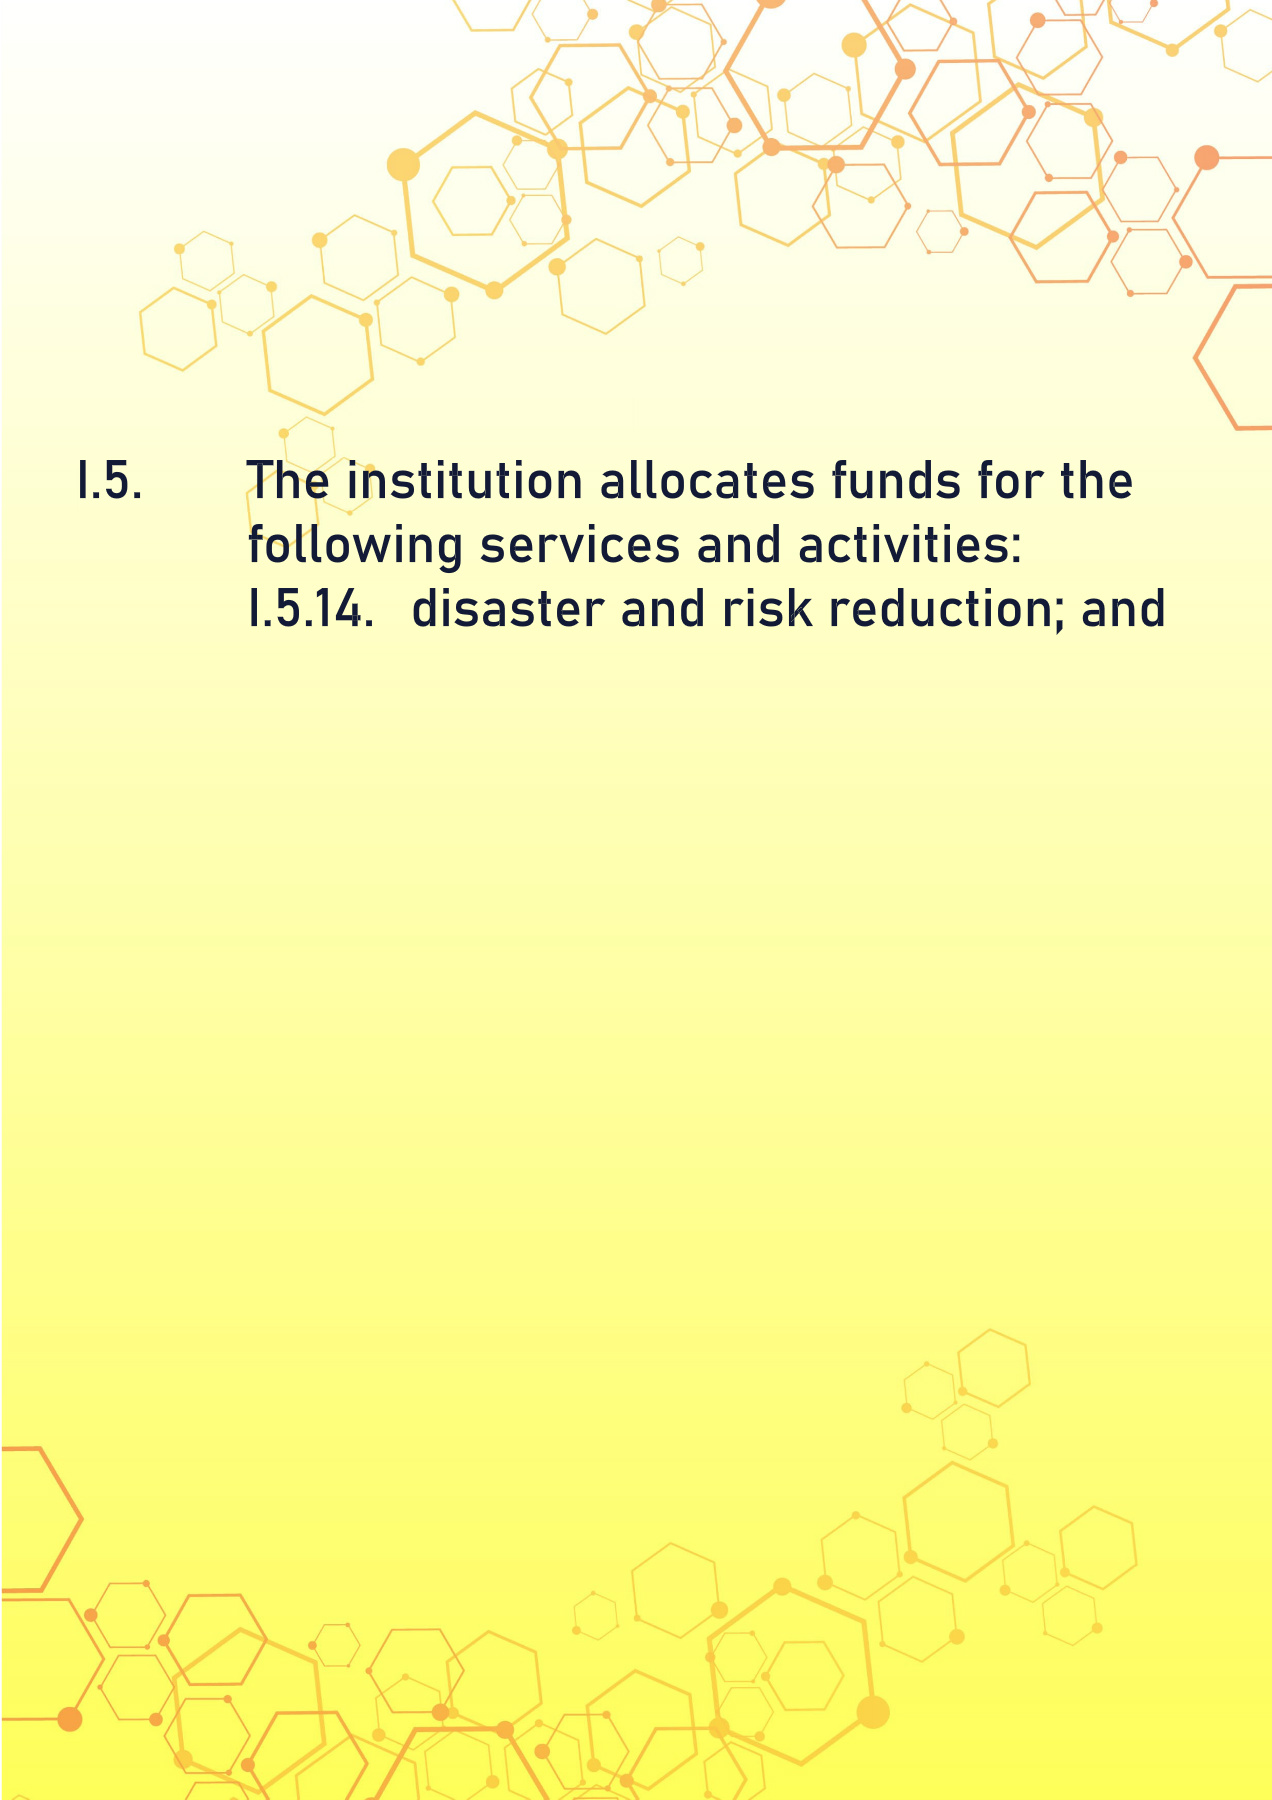 I.5. The institution allocates funds for the
following services and activities:
I.5.14. disaster and risk reduction; and